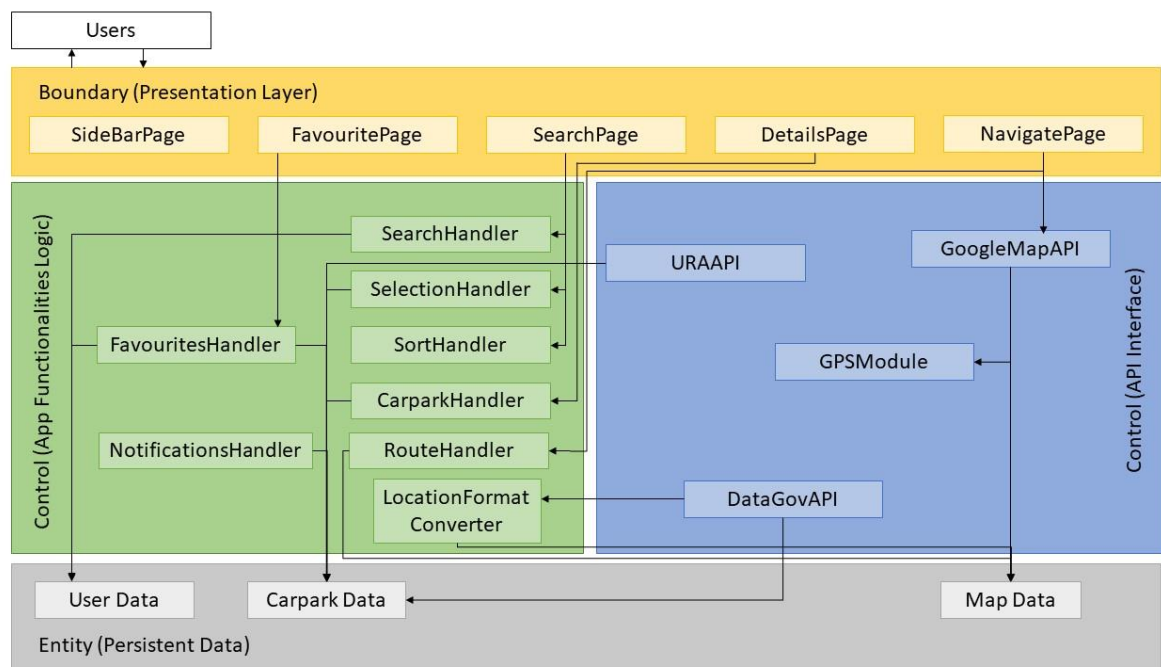 Users
Boundary (Presentation Layer)
SideBarPage
FavouritePage
SearchPage
DetailsPage
NavigatePage
Control (App Functionalities Logic)
SearchHandler
URAAPI
GoogleMapAPI
SelectionHandler
FavouritesHandler
SortHandler
GPSModule
CarparkHandler
NotificationsHandler
RouteHandler
LocationFormat
Converter
DataGovAPI
Control (API Interface)
User Data
Carpark Data
Map Data
Entity (Persistent Data)